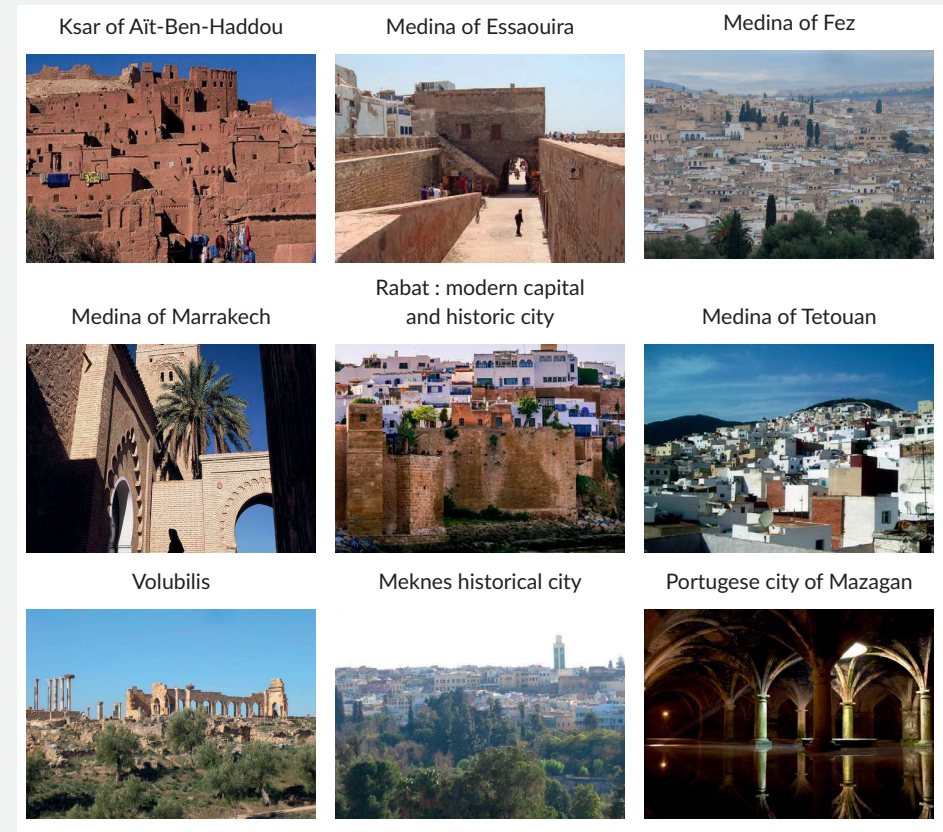 Ksar of Aït-Ben-Haddou
Medina of Essaouira
Medina of Fez
Medina of Marrakech
Rabat : modern capital
and historic city
Medina of Tetouan
Volubilis
Meknes historical city
Portugese city of Mazagan